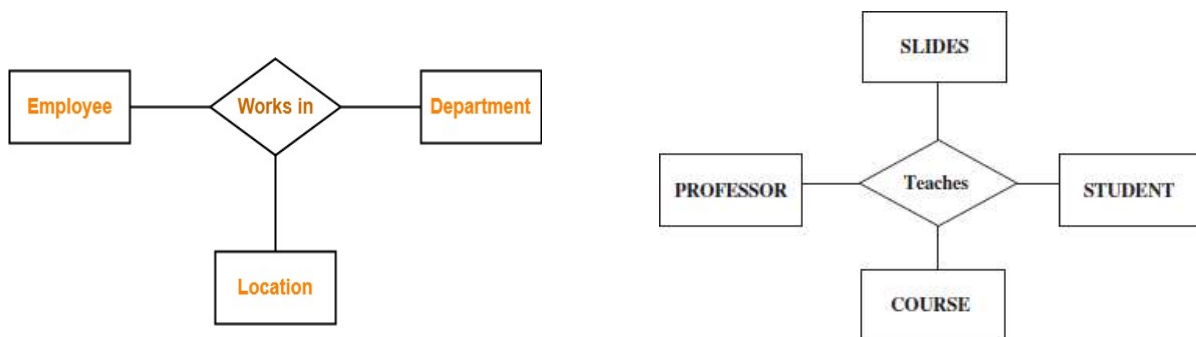 Employee
Works in
Department
Location
SLIDES
PROFESSOR
Teaches
STUDENT
COURSE